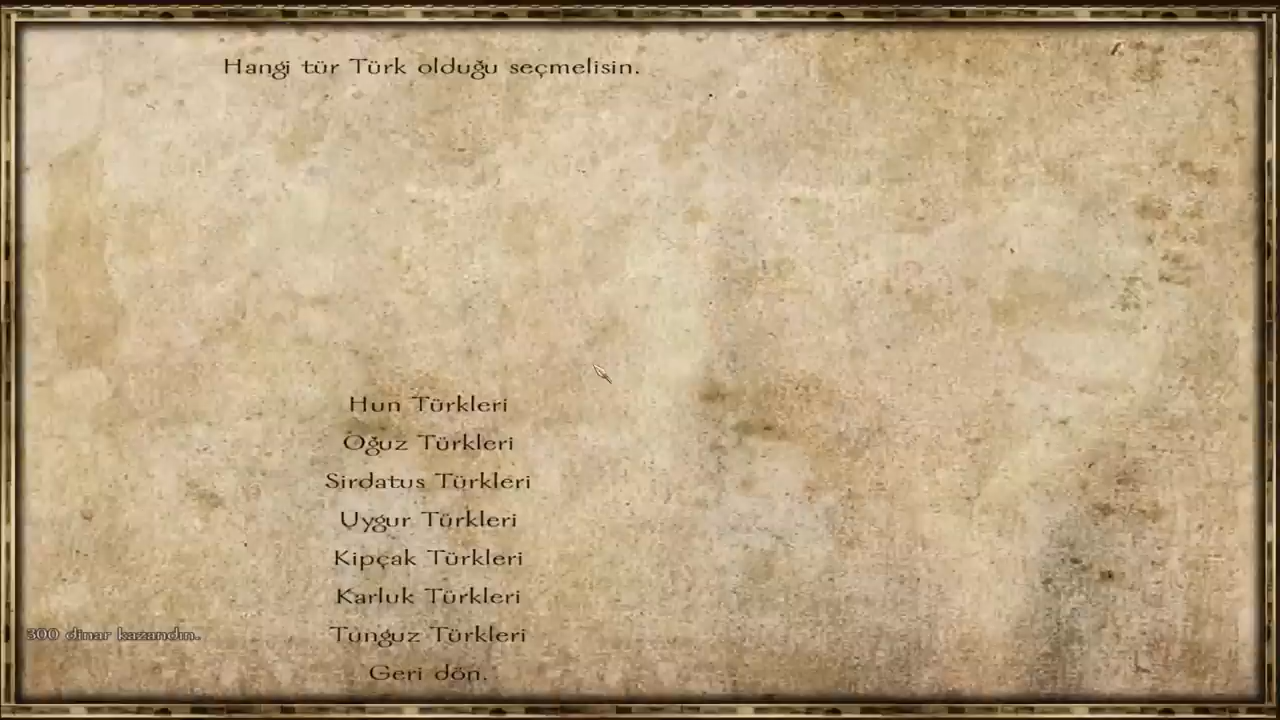 Hangi tür Türk olduğu seçmelisin.
Hun Türkleri
Oğuz Türkleri
Sirdatus Türkleri
Uygur Türkleri
Kipçak Türkleri
Karluk Türkleri
Tunguz Türkleri
Geri dön.
300 dinar kazandın.